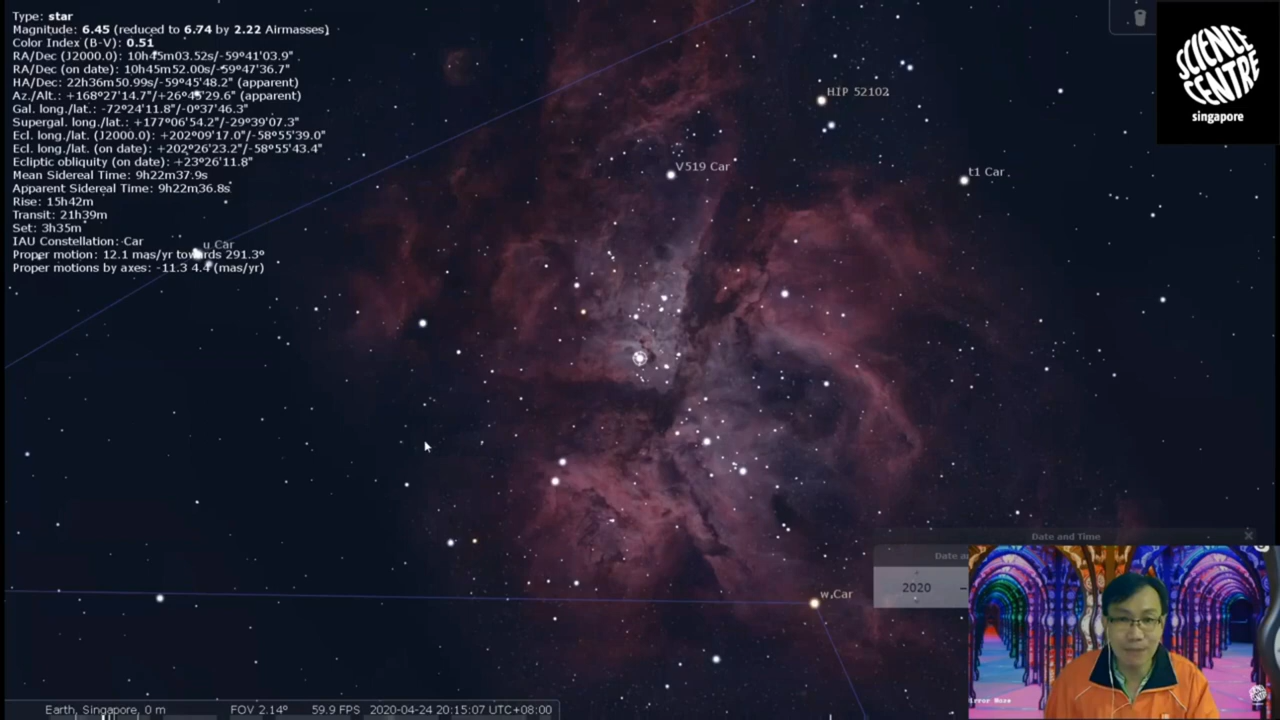 Type: star
Magnitude: 6.45 (reduced to 6.74 by 2.22 Airmasses)
Color Index (B-V): 0.51
RA/Dec (J2000.0): 10h45m03.52s/-59°41'03.9"
RA/Dec (on date): 10h45m52.00s/-59°47'36.7"
HA/Dec: 22h36m50.99s/-59°45'48.2" (apparent)
Az/Alt.: +168°27'14.7"/+26°45'29.6" (apparent)
Gal. long./lat.: -72°24'11.8"/-0°37'46.3"
Supergal. long./lat.: +177°06'54.2"/-29°39'07.3"
Ecl. long./lat. (J2000.0): +202°09'17.0"/-58°55'39.0"
Ecl. long./lat. (on date): +202°26'23.2"/-58°55'43.4"
Ecliptic obliquity (on date): +23°26'11.8"
Mean Sidereal Time: 9h22m37.9s
Apparent Sidereal Time: 9h22m36.8s
Rise: 15h42m
Transit: 21h39m
Set: 3h35m
IAU Constellation: Car
Proper motion: 12.1 mas/yr towards 291.3°
Proper motions by axes: -11.3 4.4 (mas/yr)
SCIENCE
CENTRE
singapore
HIP 52102
V519 Car
t1 Car
u Car
w Car
Date and Time
Date a
2020
Earth, Singapore, 0 m
FOV 2.14°
59.9 FPS
2020-04-24 20:15:07 UTC+08:00